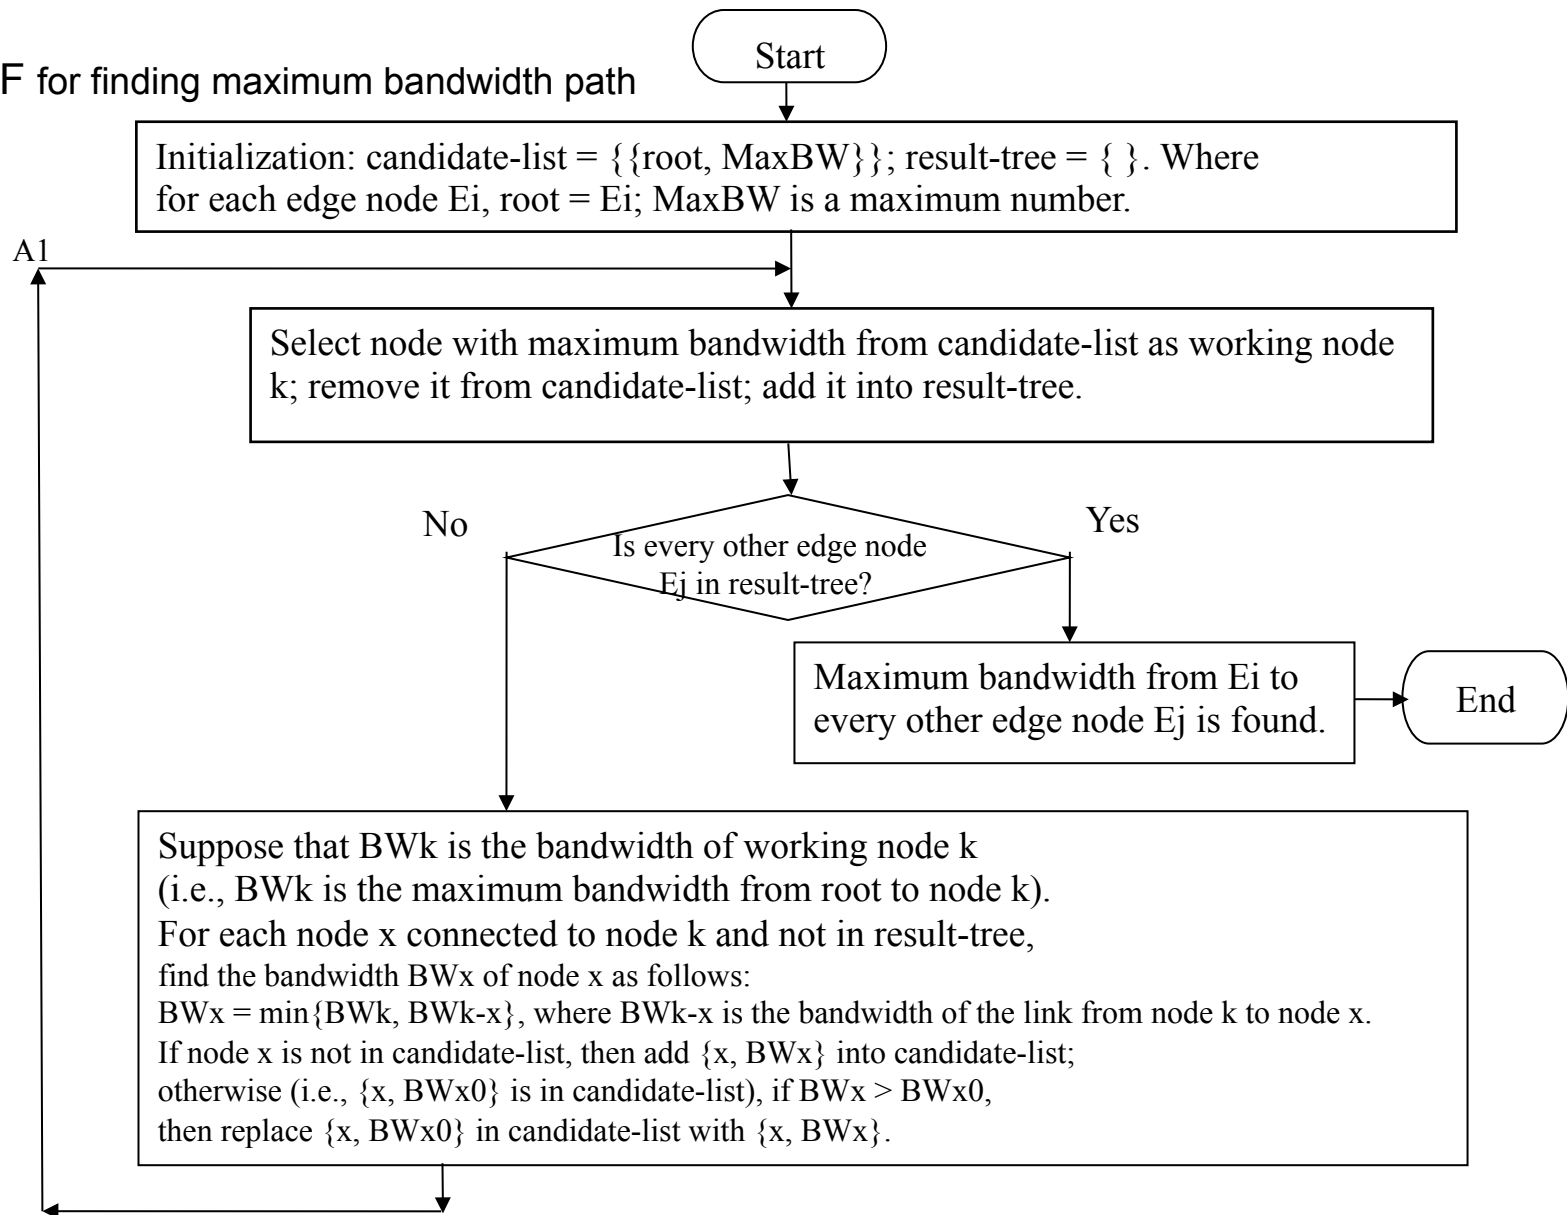 Start
F for finding maximum bandwidth path
Initialization: candidate-list = {{root, MaxBW}}; result-tree = { }. Where
for each edge node Ei, root = Ei; MaxBW is a maximum number.
A1
Select node with maximum bandwidth from candidate-list as working node
k; remove it from candidate-list; add it into result-tree.
No
Yes
Is every other edge node
Ej in result-tree?
Maximum bandwidth from Ei to
every other edge node Ej is found.
End
Suppose that BWk is the bandwidth of working node k
(i.e., BWk is the maximum bandwidth from root to node k).
For each node x connected to node k and not in result-tree,
find the bandwidth BWx of node x as follows:
BWx = min{BWk, BWk-x}, where BWk-x is the bandwidth of the link from node k to node x.
If node x is not in candidate-list, then add {x, BWx} into candidate-list;
otherwise (i.e., {x, BWx0} is in candidate-list), if BWx > BWx0,
then replace {x, BWx0} in candidate-list with {x, BWx}.